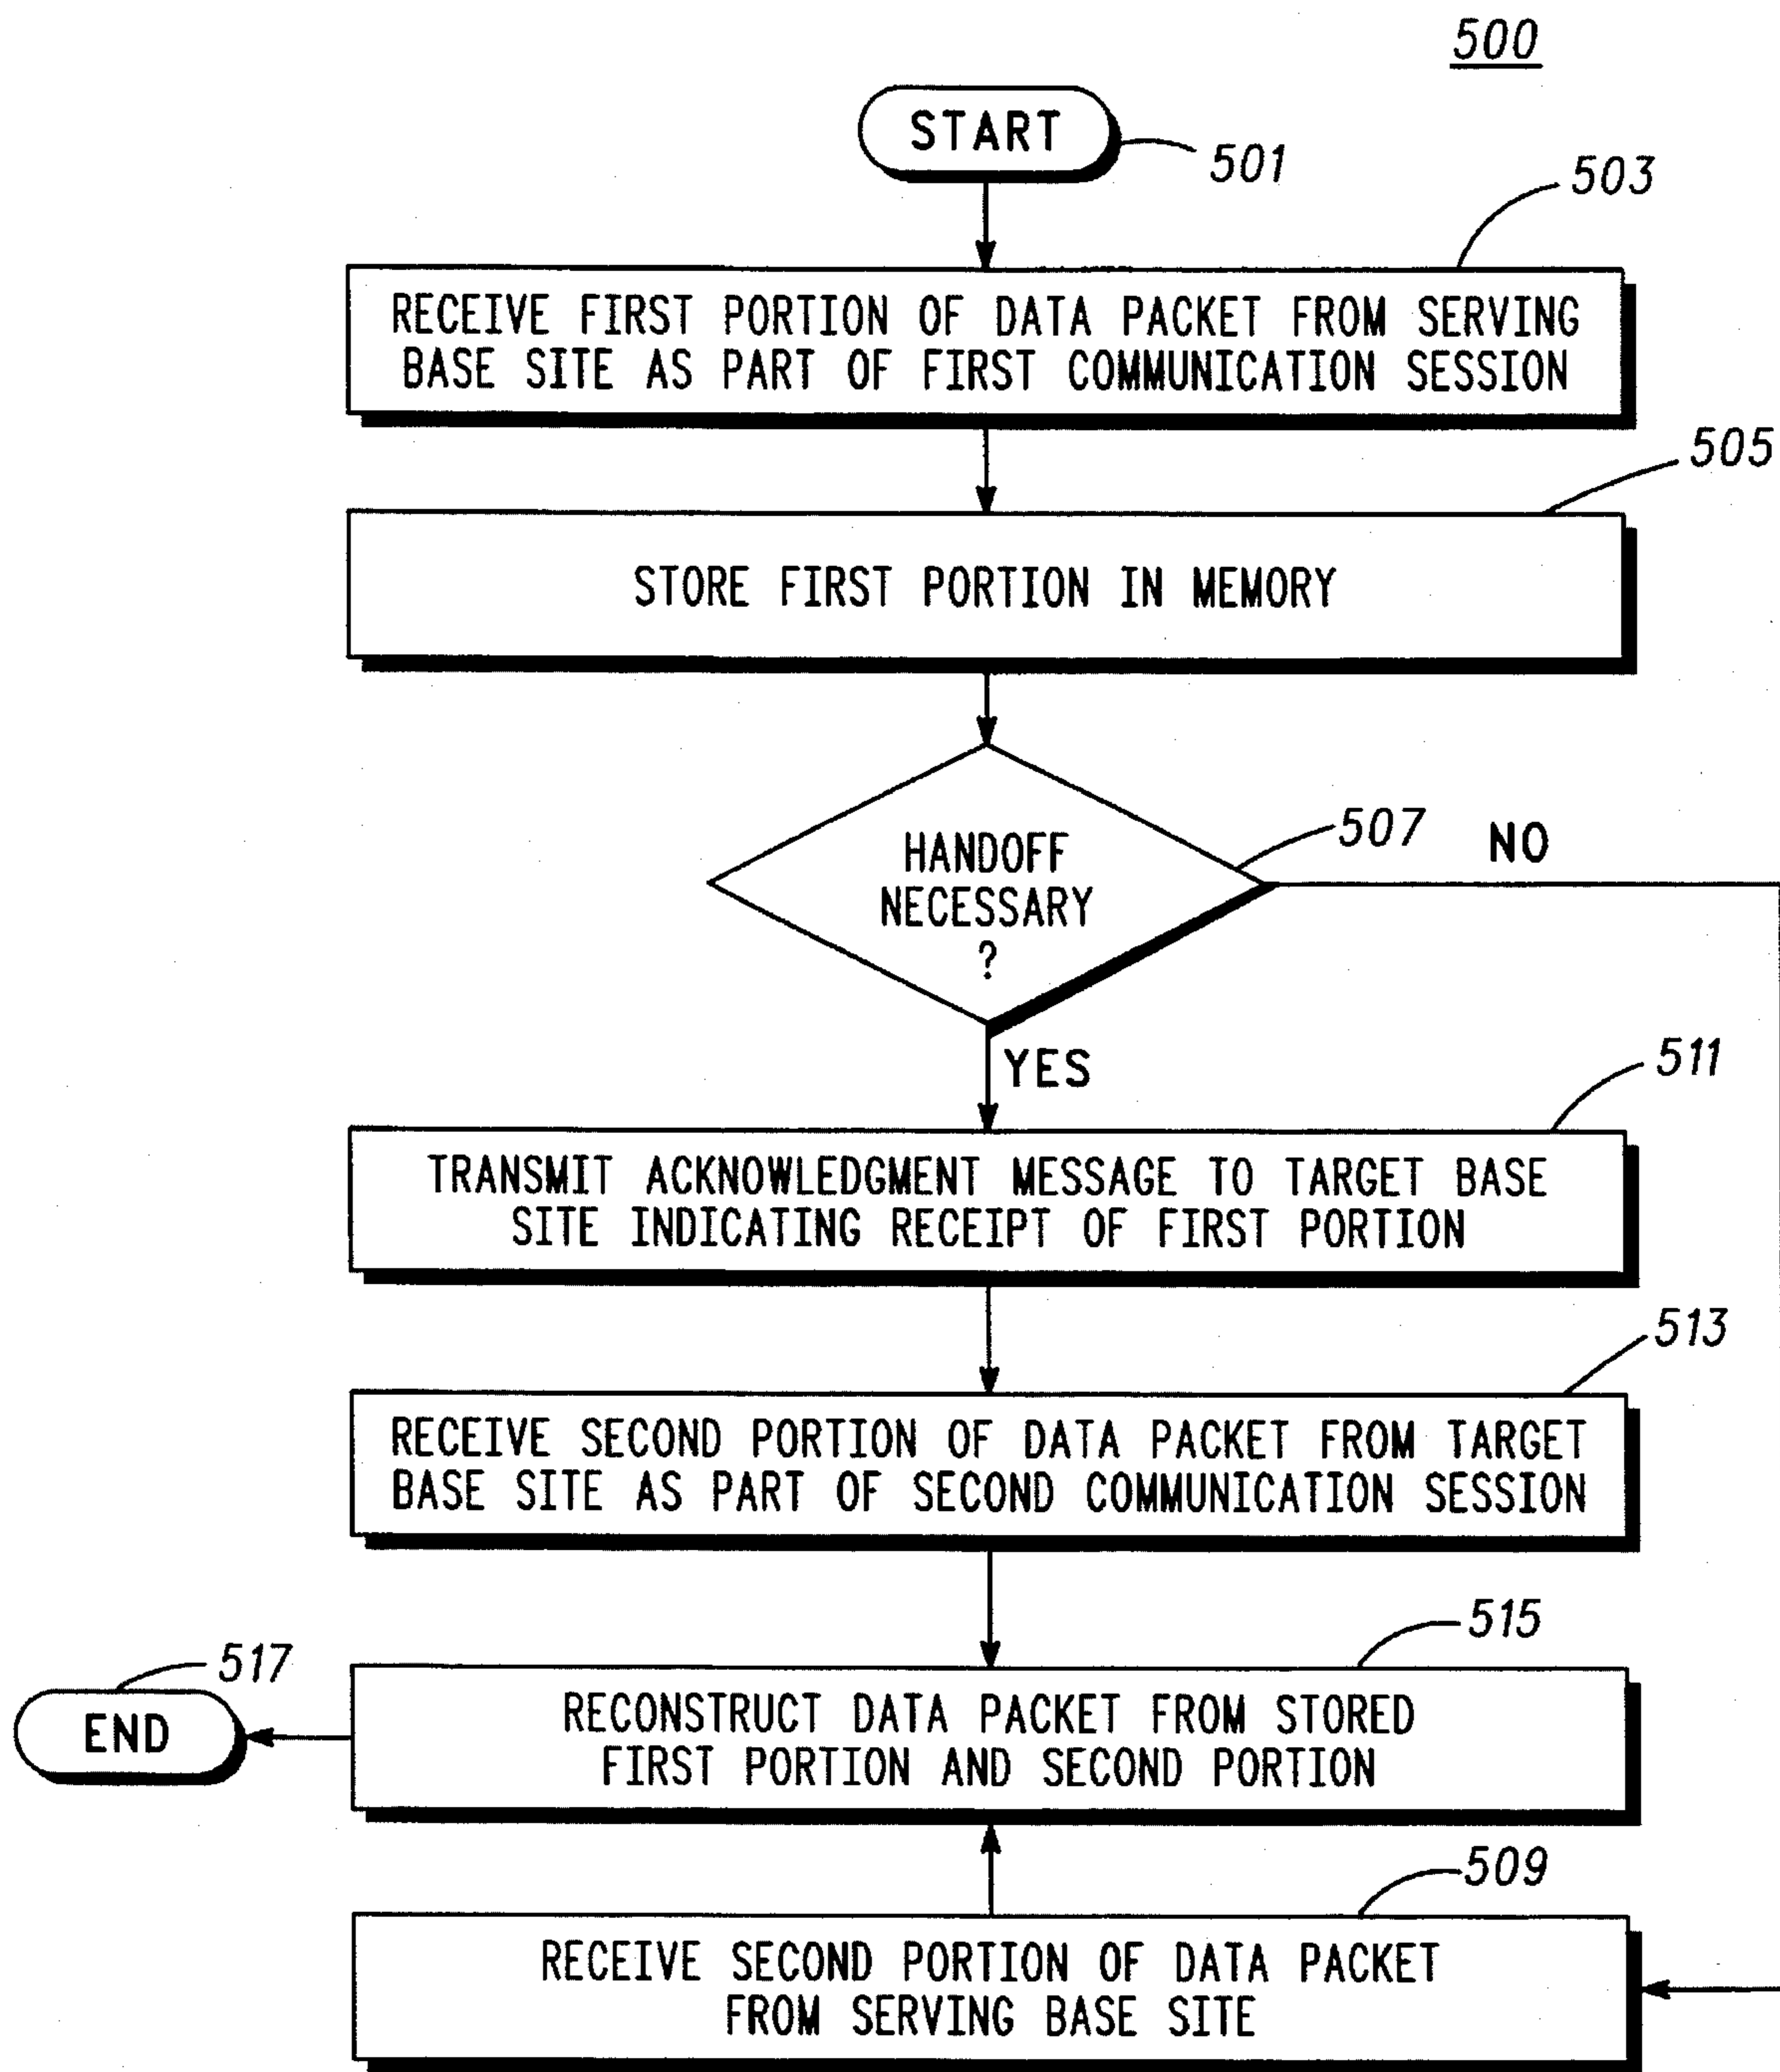 500
START
501
503
RECEIVE FIRST PORTION OF DATA PACKET FROM SERVING
BASE SITE AS PART OF FIRST COMMUNICATION SESSION
505
STORE FIRST PORTION IN MEMORY
507
NO
HANDOFF
NECESSARY
?
YES
511
TRANSMIT ACKNOWLEDGMENT MESSAGE TO TARGET BASE
SITE INDICATING RECEIPT OF FIRST PORTION
513
RECEIVE SECOND PORTION OF DATA PACKET FROM TARGET
BASE SITE AS PART OF SECOND COMMUNICATION SESSION
515
517
END
RECONSTRUCT DATA PACKET FROM STORED
FIRST PORTION AND SECOND PORTION
509
RECEIVE SECOND PORTION OF DATA PACKET
FROM SERVING BASE SITE